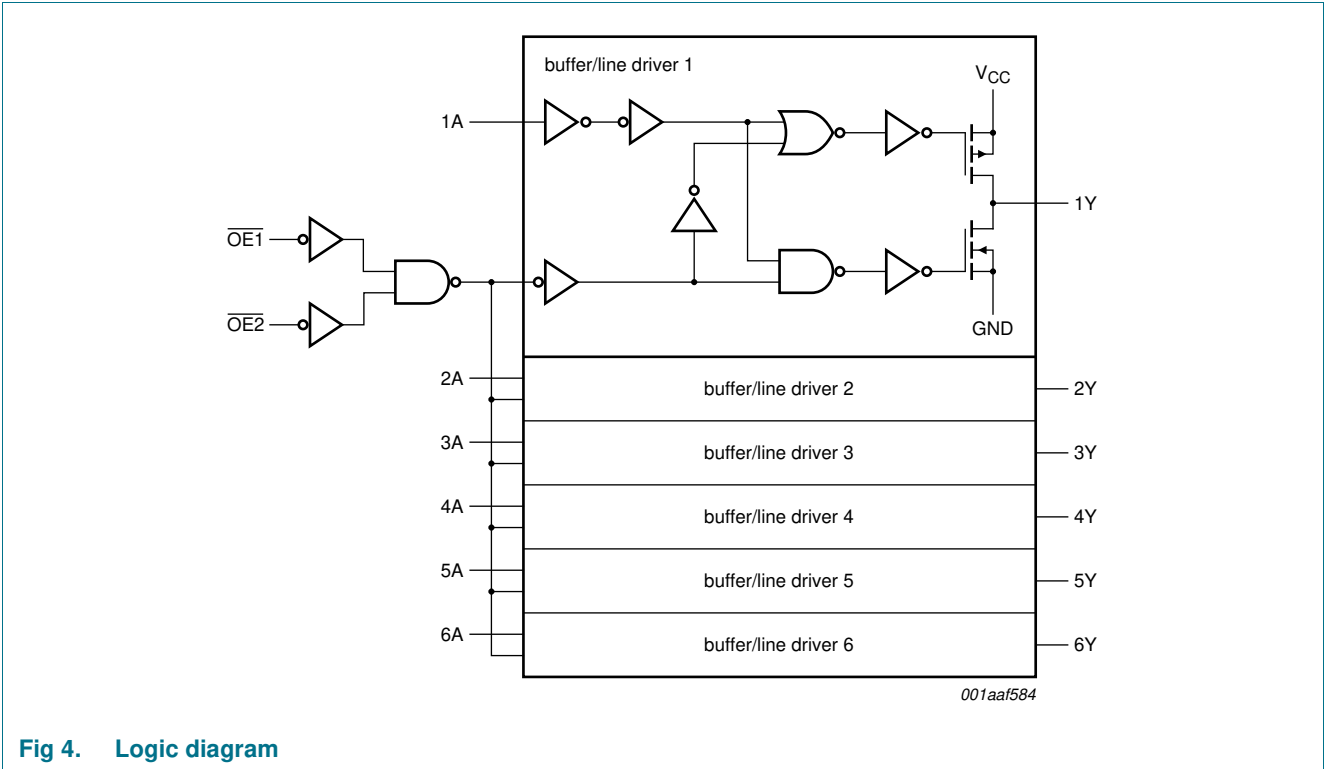 buffer/line driver 1
VCC
1A
1Y
OE1
OE2
GND
2A
buffer/line driver 2
2Y
3A
buffer/line driver 3
3Y
4A
buffer/line driver 4
4Y
5A
buffer/line driver 5
5Y
6A
buffer/line driver 6
6Y
001aaf584
Fig 4. Logic diagram